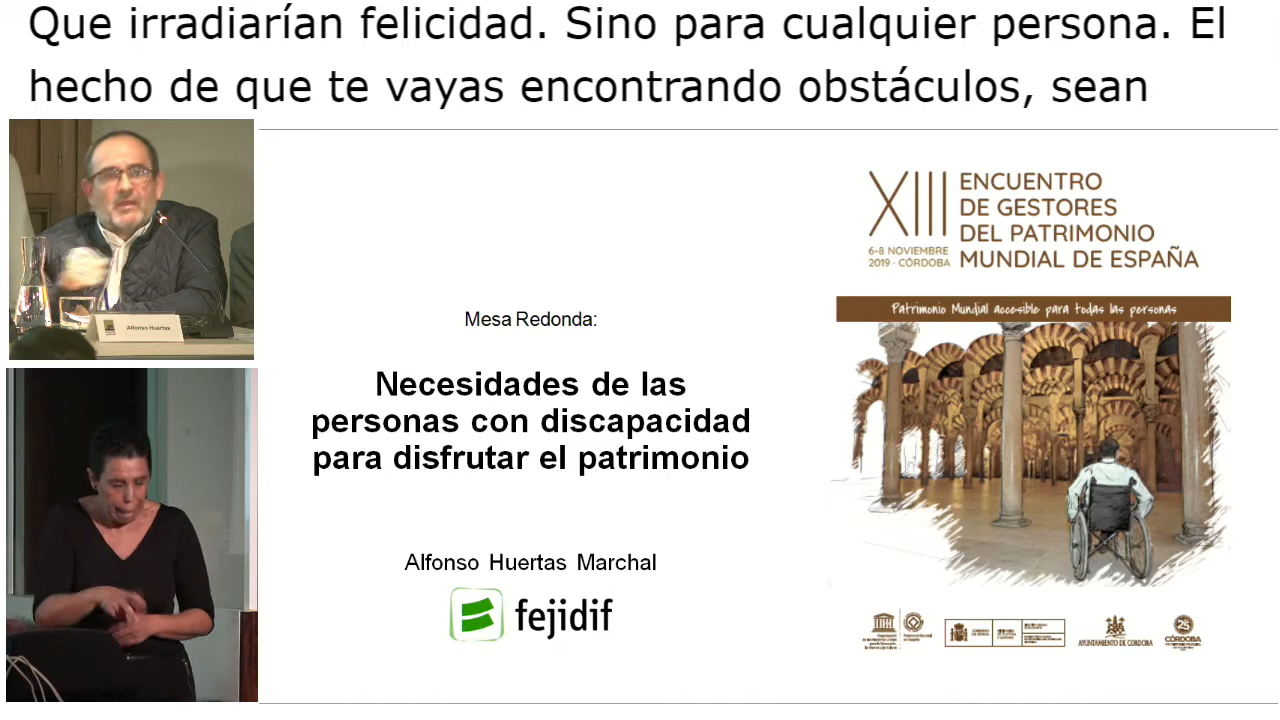 Que irradiarían felicidad. Sino para cualquier persona. El
hecho de que te vayas encontrando obstáculos, sean
Alfonso Huertas
Mesa Redonda:
Necesidades de las
personas con discapacidad
para disfrutar el patrimonio
Alfonso Huertas Marchal
fejidif
XIII
6-8 NOVIEMBRE
2019 · CÓRDOBA
ENCUENTRO
DE GESTORES
DEL PATRIMONIO
MUNDIAL DE ESPAÑA
Patrimonio Mundial accesible para todas las personas
AYUNTAMIENTO DE CÓRDOBA
25
CÓRDOBA